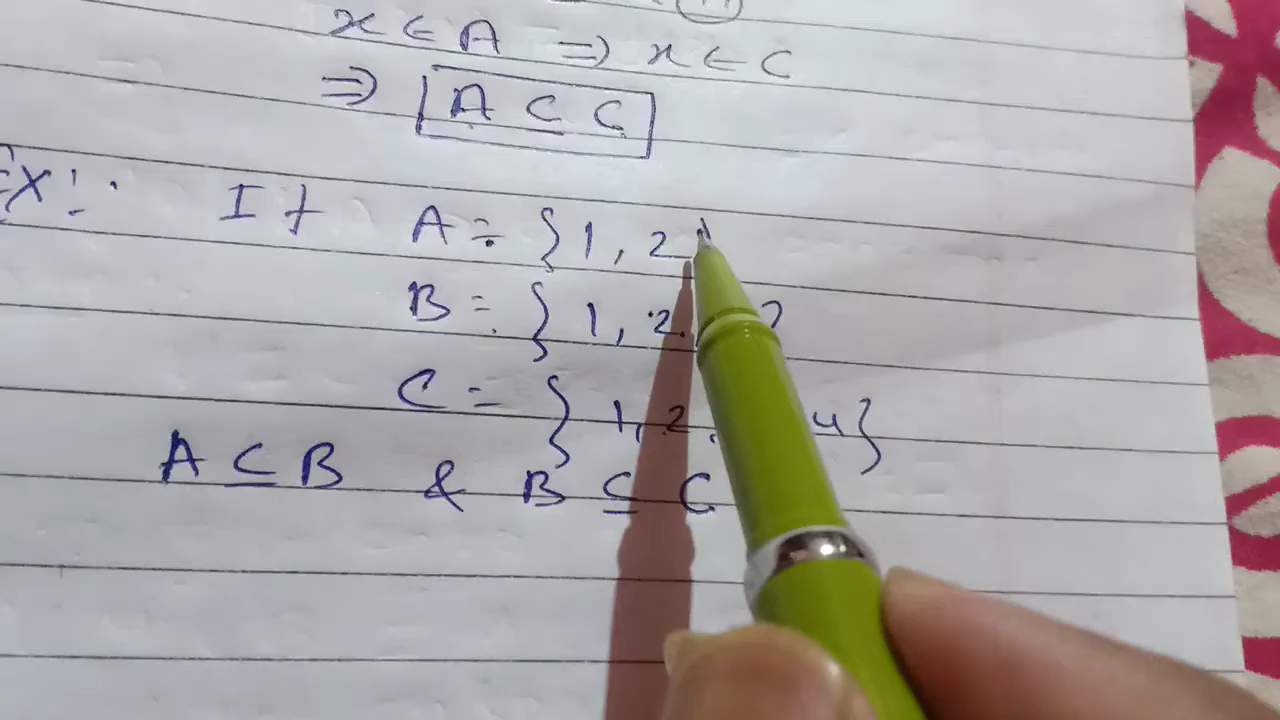 x ∈ A ⇒ x ∈ C
⇒ A ⊆ C
EX:. If A = {1, 2}
B = {1, 2,
C = {1, 2, 4}
A ⊆ B & B ⊆ C